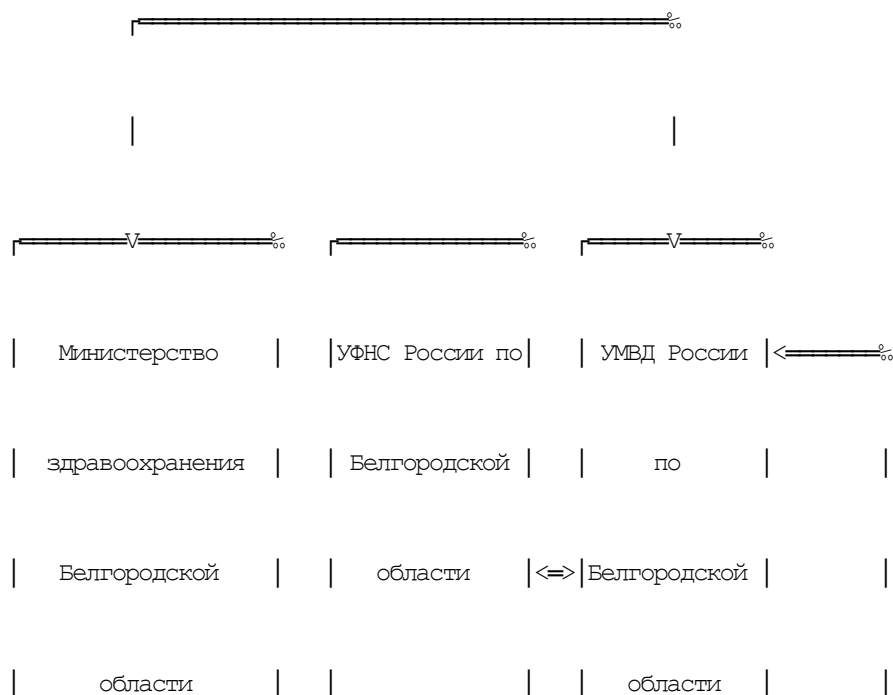 Министерство УФНС России по УМВД России
здравоохранения Белгородской по
Белгородской области Белгородской
области области